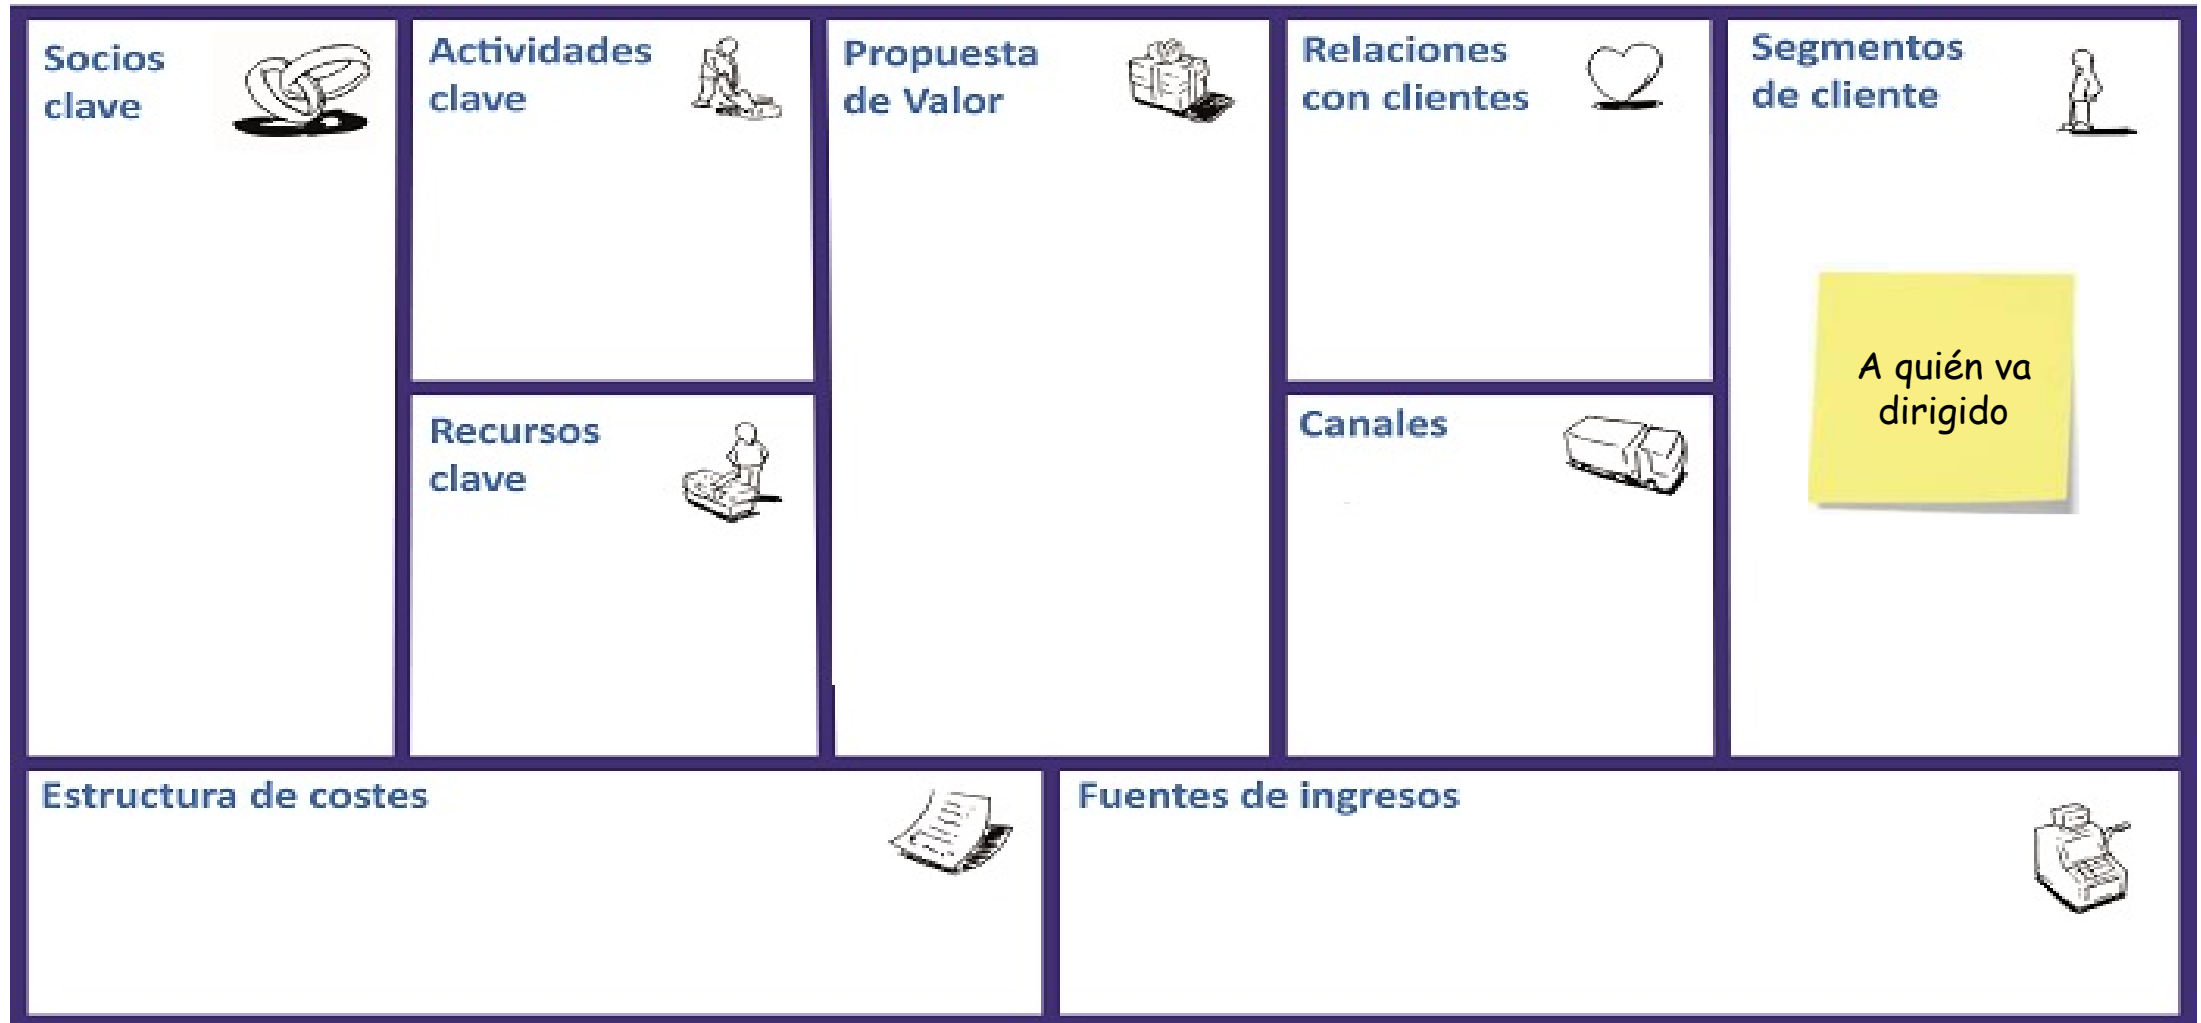 Socios
clave
Actividades
clave
Recursos
clave
Propuesta
de Valor
Relaciones
con clientes
Canales
Segmentos
de cliente
A quién va
dirigido
Estructura de costes
Fuentes de ingresos